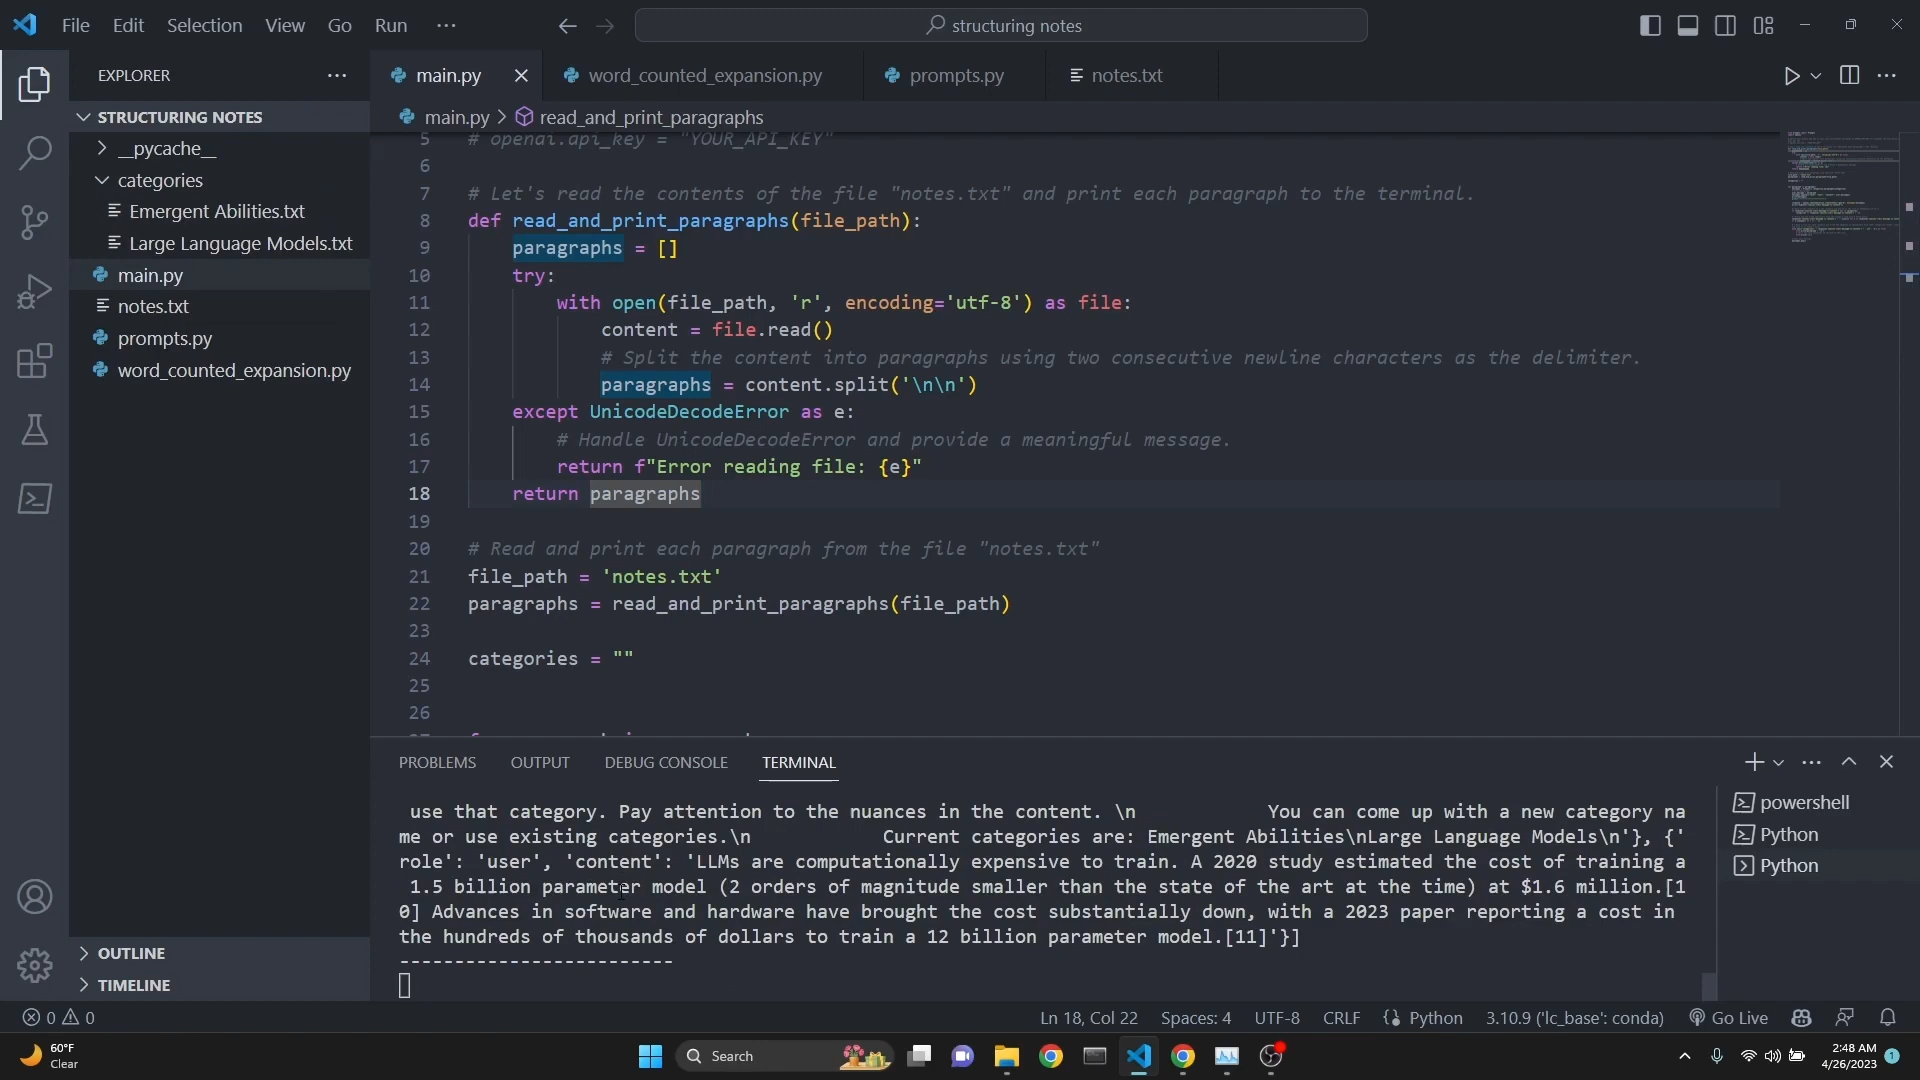 File Edit Selection View Go Run ···
structuring notes
EXPLORER
STRUCTURING NOTES
__pycache__
categories
Emergent Abilities.txt
Large Language Models.txt
main.py
notes.txt
prompts.py
word_counted_expansion.py
OUTLINE
TIMELINE
main.py word_counted_expansion.py prompts.py notes.txt
main.py > read_and_print_paragraphs
5 # openai.api_key = "YOUR_API_KEY"
6
7 # Let's read the contents of the file "notes.txt" and print each paragraph to the terminal.
8 def read_and_print_paragraphs(file_path):
9 paragraphs = []
10 try:
11 with open(file_path, 'r', encoding='utf-8') as file:
12 content = file.read()
13 # Split the content into paragraphs using two consecutive newline characters as the delimiter.
14 paragraphs = content.split('\n\n')
15 except UnicodeDecodeError as e:
16 # Handle UnicodeDecodeError and provide a meaningful message.
17 return f"Error reading file: {e}"
18 return paragraphs
19
20 # Read and print each paragraph from the file "notes.txt"
21 file_path = 'notes.txt'
22 paragraphs = read_and_print_paragraphs(file_path)
23
24 categories = ""
25
26
PROBLEMS OUTPUT DEBUG CONSOLE TERMINAL
use that category. Pay attention to the nuances in the content. \n You can come up with a new category na
me or use existing categories.\n Current categories are: Emergent Abilities\nLarge Language Models\n'}, {'
role': 'user', 'content': 'LLMs are computationally expensive to train. A 2020 study estimated the cost of training a
1.5 billion parameter model (2 orders of magnitude smaller than the state of the art at the time) at $1.6 million.[1
0] Advances in software and hardware have brought the cost substantially down, with a 2023 paper reporting a cost in
the hundreds of thousands of dollars to train a 12 billion parameter model.[11]'}]
-------------------------
powershell
Python
Python
0 0 Ln 18, Col 22 Spaces: 4 UTF-8 CRLF Python 3.10.9 ('lc_base': conda) Go Live
60°F
Clear
Search
2:48 AM
4/26/2023
1